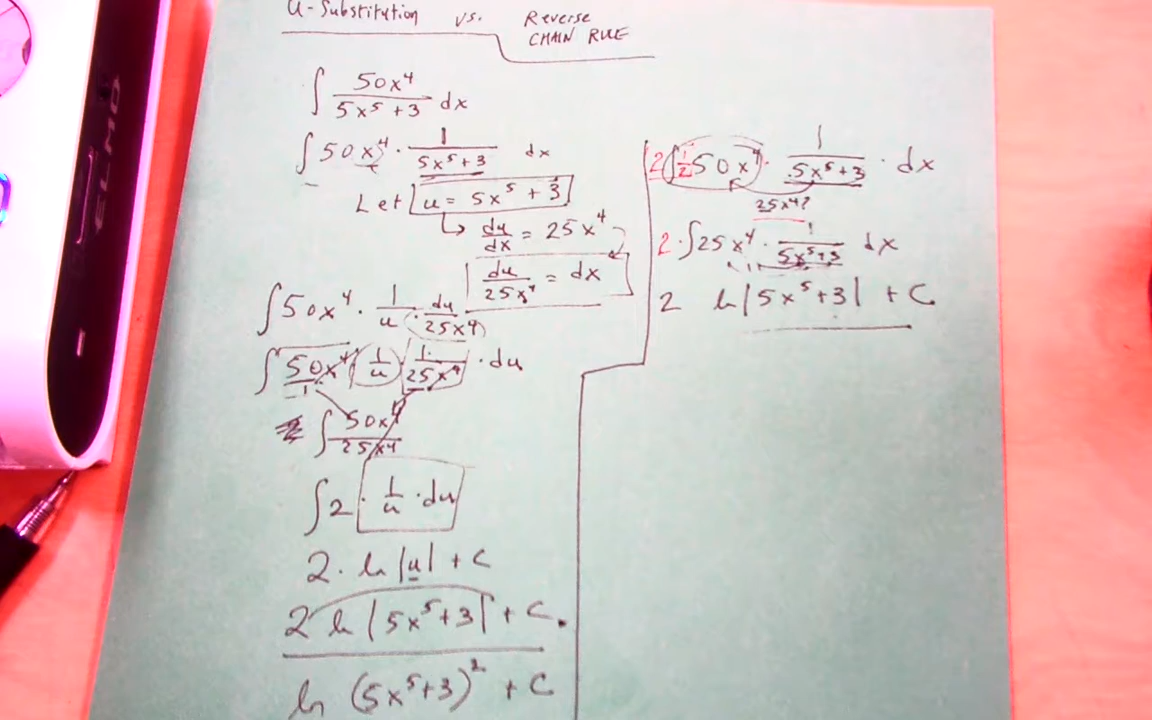 U-Substitution vs. Reverse
CHAIN RULE
∫ 50x⁴ / 5x⁵ + 3 dx
∫ 50x⁴ · 1 / 5x⁵ + 3 dx
Let u = 5x⁵ + 3
↳ du/dx = 25x⁴
du/25x⁴ = dx
∫ 50x⁴ · 1/u · du/25x⁴
∫ 50x⁴ (1/u) 1/25x⁴ · du
∫ 50x⁴/25x⁴
∫ 2 · 1/u · du
2 · ln |u| + C
2 ln |5x⁵+3| + C.
ln (5x⁵+3)² + C
2 ∫ 1/2 50x⁴ · 1 / 5x⁵+3 · dx
25x⁴?
2 · ∫ 25x⁴ · 1 / 5x⁵+3 dx
2 ln |5x⁵+3| + C
ELMO